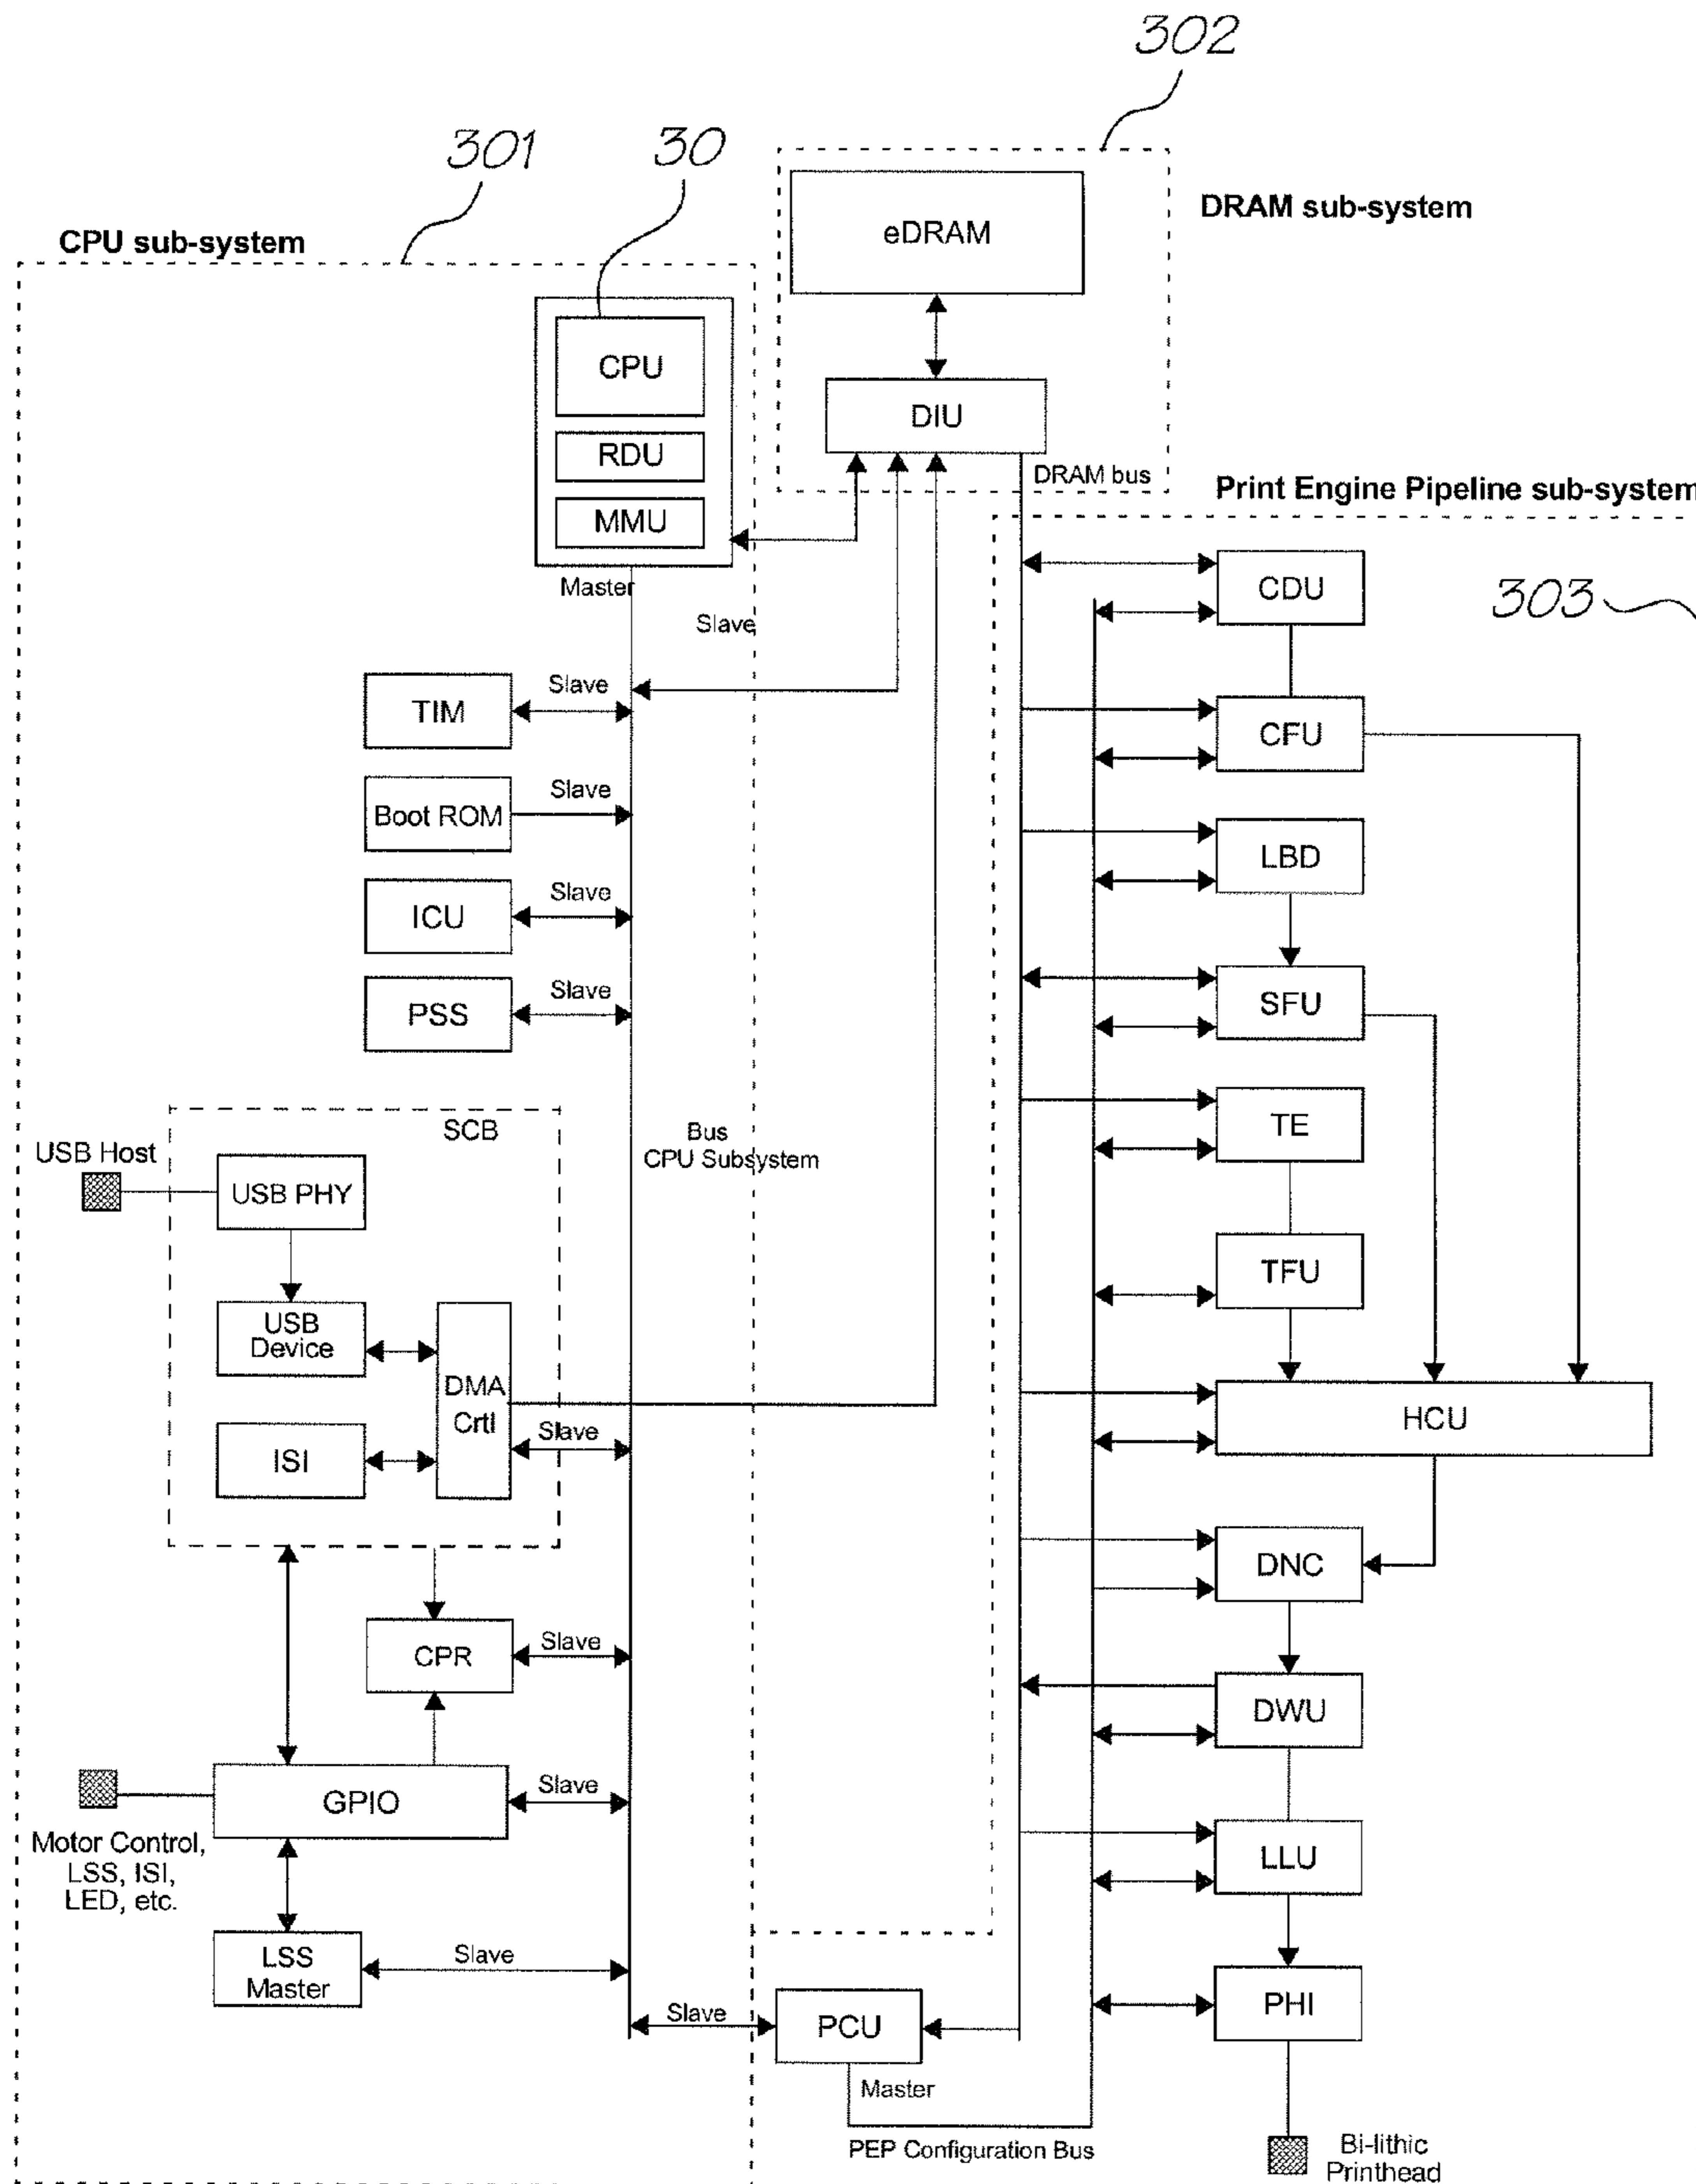 302
301
30
DRAM sub-system
CPU sub-system
eDRAM
CPU
DIU
RDU
DRAM bus
MMU
Print Engine Pipeline sub-system
Master
CDU
303
Slave
TIM
Slave
CFU
Boot ROM
Slave
LBD
ICU
Slave
PSS
Slave
SFU
SCB
TE
Bus
CPU Subsystem
USB Host
USB PHY
TFU
USB
Device
DMA
Crtl
Slave
HCU
ISI
DNC
CPR
Slave
DWU
GPIO
Slave
Motor Control,
LSS, ISI,
LED, etc.
LLU
LSS
Master
Slave
PHI
Slave
PCU
Master
PEP Configuration Bus
Bi-lithic
Printhead